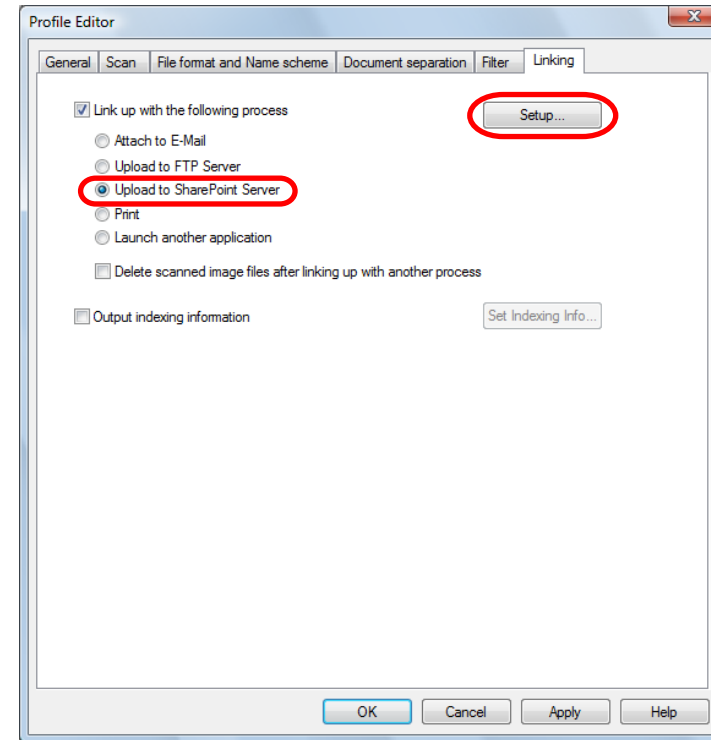 Profile Editor
General Scan File format and Name scheme Document separation Filter Linking
Link up with the following process Setup...
Attach to E-Mail
Upload to FTP Server
Upload to SharePoint Server
Print
Launch another application
Delete scanned image files after linking up with another process
Output indexing information Set Indexing Info...
OK Cancel Apply Help